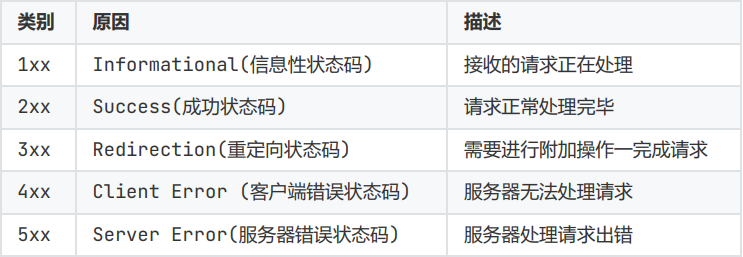 类别 原因 描述
1xx Informational(信息性状态码) 接收的请求正在处理
2xx Success(成功状态码) 请求正常处理完毕
3xx Redirection(重定向状态码) 需要进行附加操作一完成请求
4xx Client Error (客户端错误状态码) 服务器无法处理请求
5xx Server Error(服务器错误状态码) 服务器处理请求出错